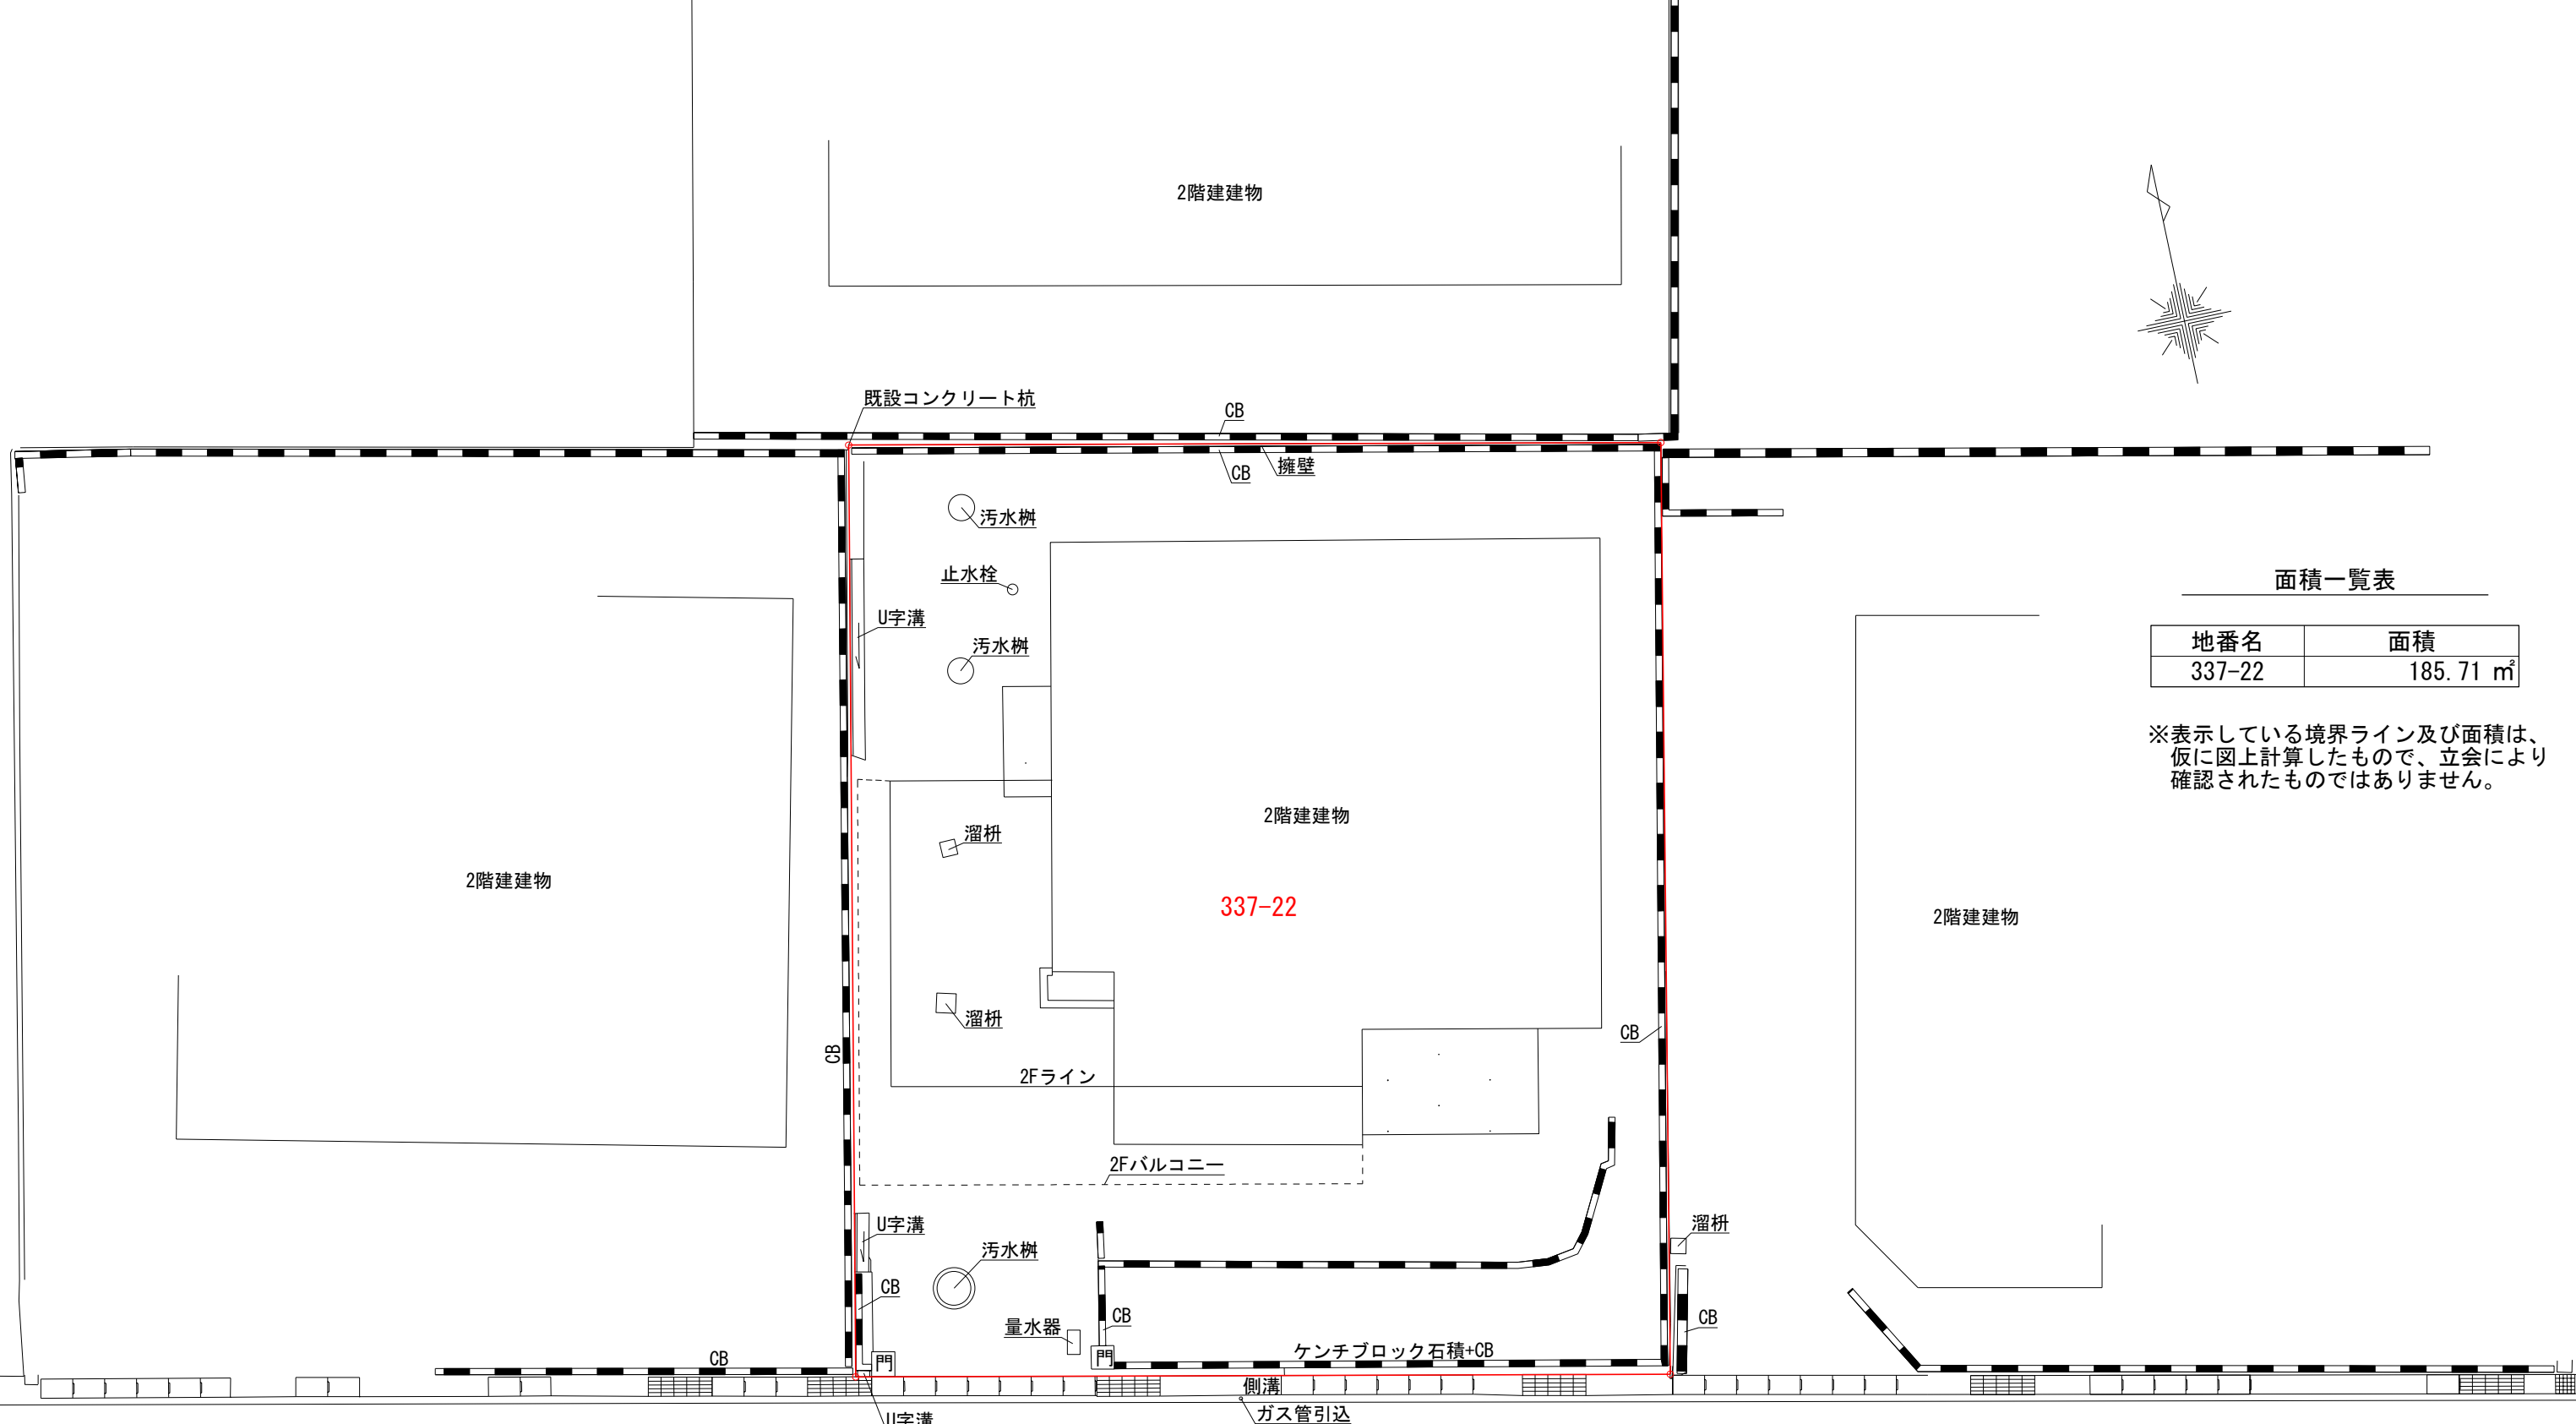 2階建建物
既設コンクリート杭
CB
CB
擁壁
汚水桝
止水栓
U字溝
汚水桝
面積一覧表
地番名 面積
337-22 185.71 ㎡
※表示している境界ライン及び面積は、
仮に図上計算したもので、立会により
確認されたものではありません。
2階建建物
溜枡
2階建建物
337-22
2階建建物
溜枡
CB
CB
2Fライン
2Fバルコニー
U字溝
溜枡
汚水桝
CB
CB
CB
量水器
ケンチブロック石積+CB
CB
門
門
側溝
U字溝
ガス管引込